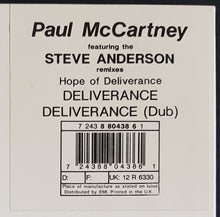 Paul McCartney
featuring the
STEVE ANDERSON
remixes
Hope of Deliverance
DELIVERANCE
DELIVERANCE (Dub)
7 243 8 80438 6 1
7 24388 04386 1
D: F: UK: 12 R 6330
Place of manufacture as stated on label
Distributed by EMI. Printed in the U.K.